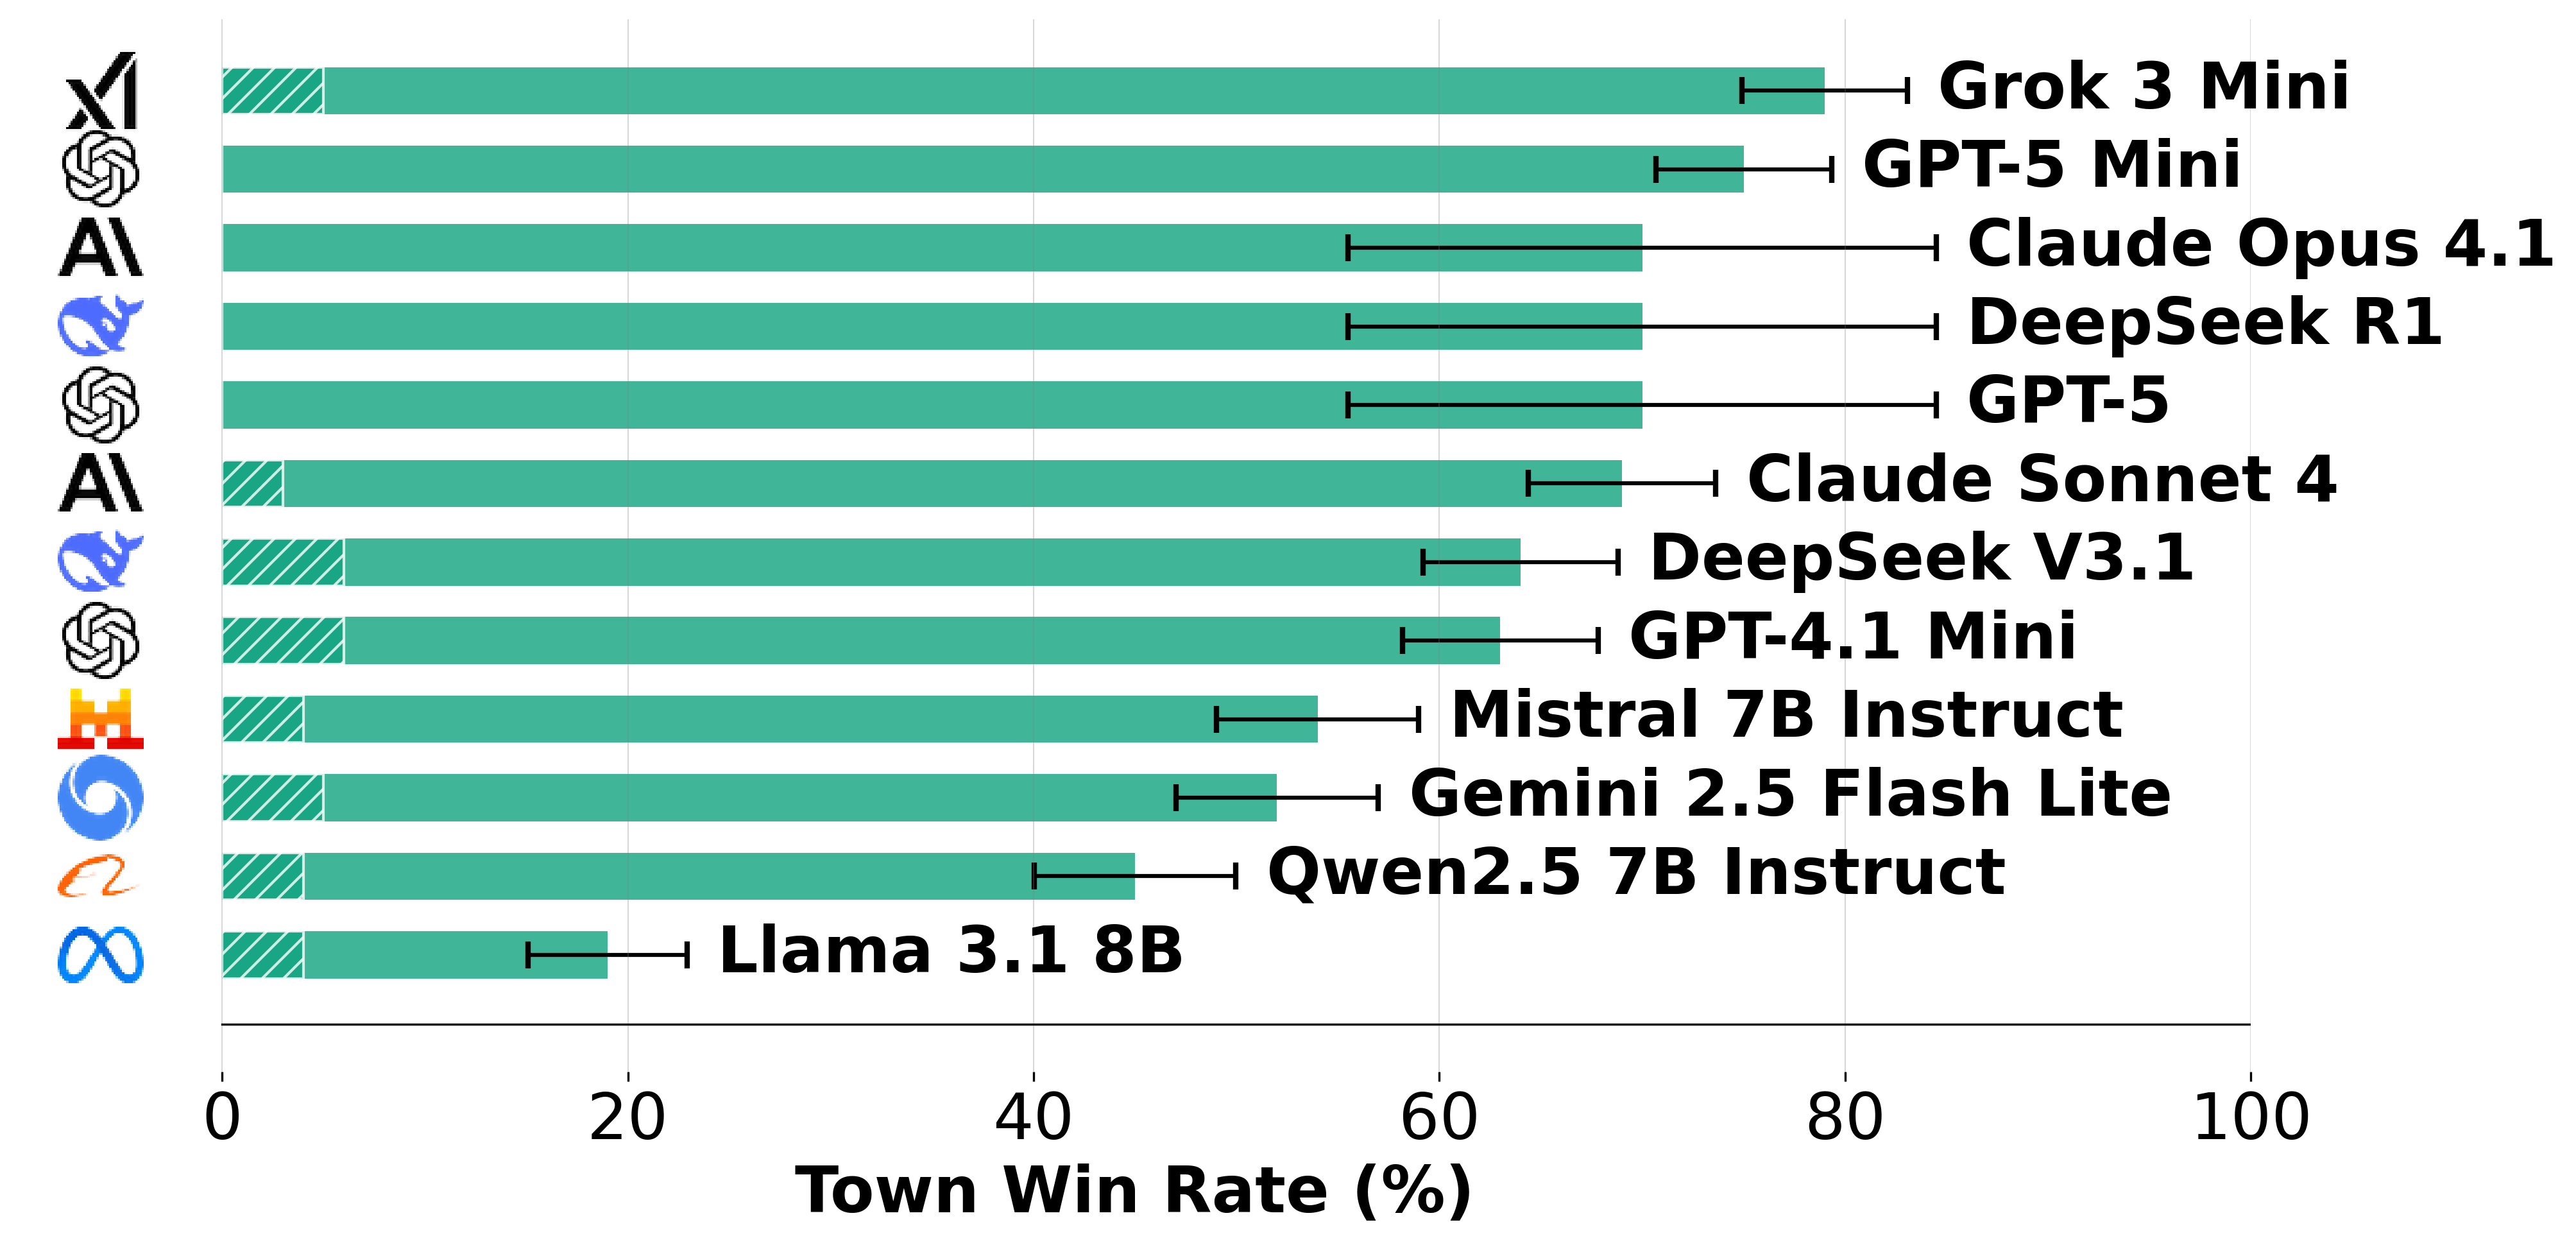 Grok 3 Mini
GPT-5 Mini
Claude Opus 4.1
DeepSeek R1
GPT-5
Claude Sonnet 4
DeepSeek V3.1
GPT-4.1 Mini
Mistral 7B Instruct
Gemini 2.5 Flash Lite
Qwen2.5 7B Instruct
Llama 3.1 8B
0 20 40 60 80 100
Town Win Rate (%)